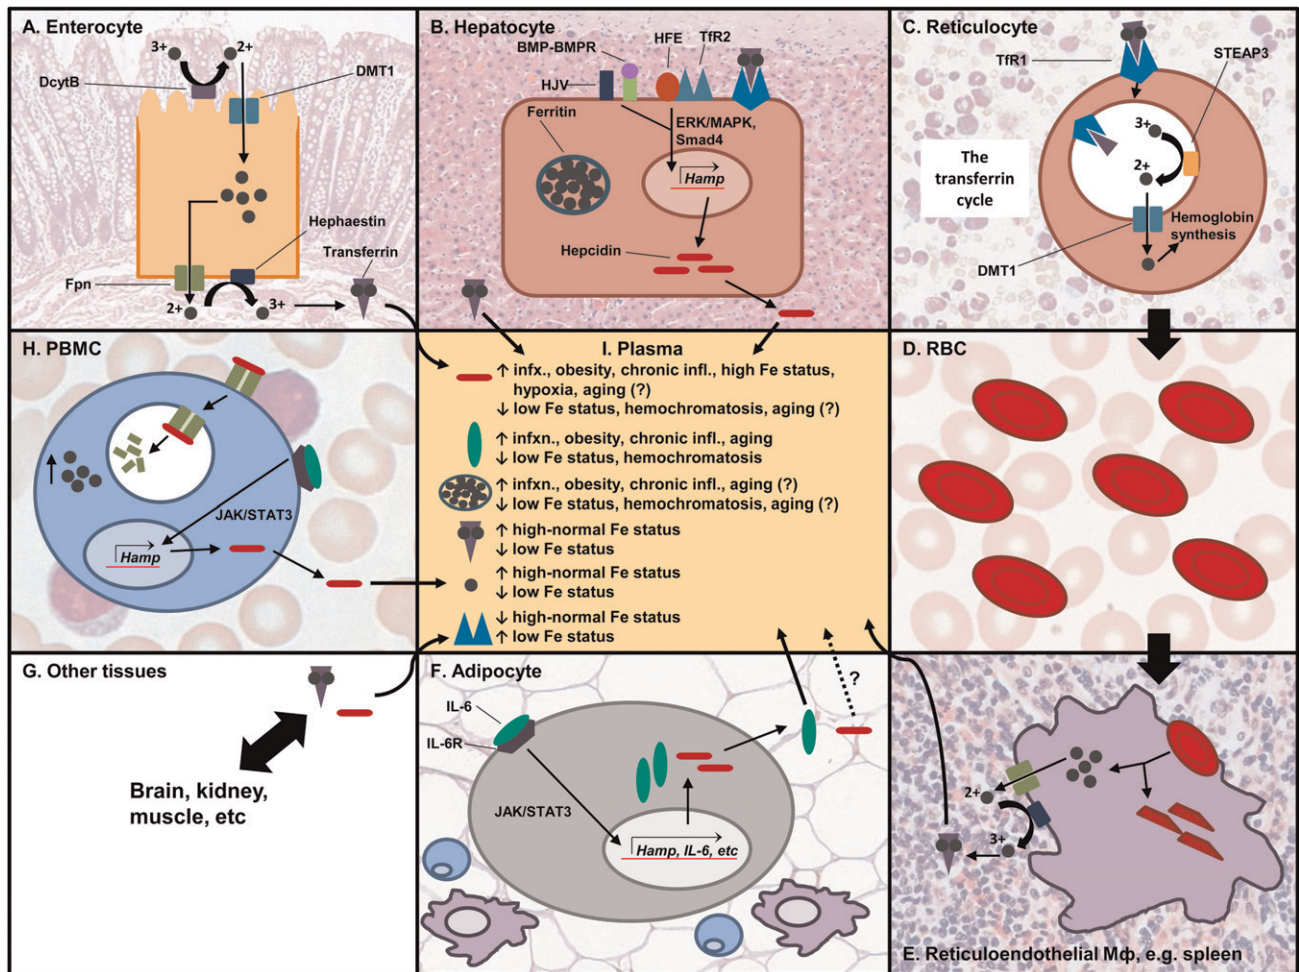 A. Enterocyte
3+
2+
DcytB
DMT1
Hephaestin
Transferrin
Fpn
2+
3+
B. Hepatocyte
BMP-BMPR
HFE
TfR2
HJV
Ferritin
ERK/MAPK,
Smad4
Hamp
Hepcidin
C. Reticulocyte
TfR1
STEAP3
3+
2+
The
transferrin
cycle
Hemoglobin
synthesis
DMT1
H. PBMC
JAK/STAT3
Hamp
I. Plasma
↑ infx., obesity, chronic infl., high Fe status,
hypoxia, aging (?)
↓ low Fe status, hemochromatosis, aging (?)
↑ infxn., obesity, chronic infl., aging
↓ low Fe status, hemochromatosis
↑ infxn., obesity, chronic infl., aging (?)
↓ low Fe status, hemochromatosis, aging (?)
↑ high-normal Fe status
↓ low Fe status
↑ high-normal Fe status
↓ low Fe status
↓ high-normal Fe status
↑ low Fe status
D. RBC
G. Other tissues
Brain, kidney,
muscle, etc
F. Adipocyte
IL-6
IL-6R
?
JAK/STAT3
Hamp, IL-6, etc
2+
3+
E. Reticuloendothelial Mϕ, e.g. spleen